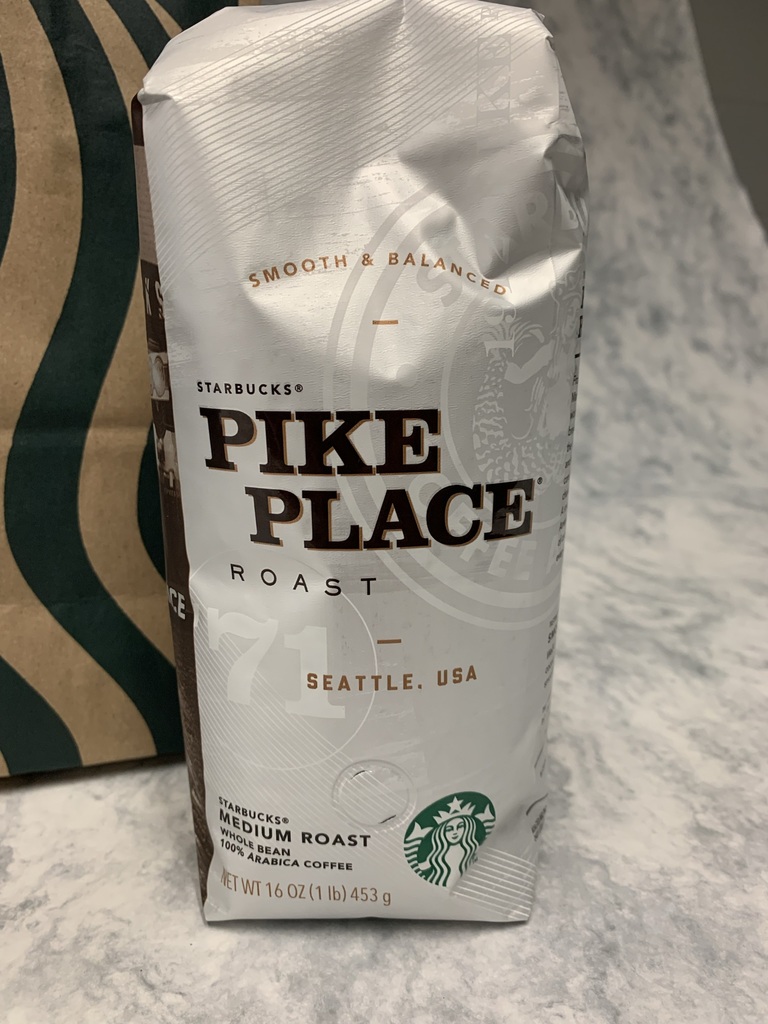 SMOOTH & BALANCED
STARBUCKS®
PIKE
PLACE®
ROAST
71
SEATTLE, USA
STARBUCKS®
MEDIUM ROAST
WHOLE BEAN
100% ARABICA COFFEE
NET WT 16 OZ (1 lb) 453 g